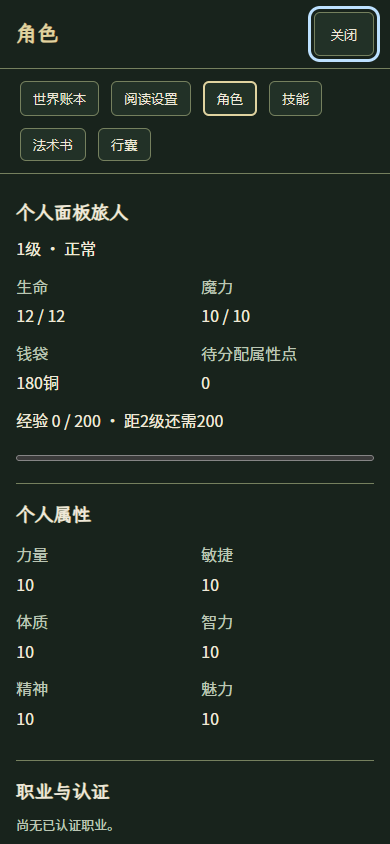 角色
关闭
世界账本 阅读设置 角色 技能
法术书 行囊
个人面板旅人
1级 · 正常
生命 魔力
12 / 12 10 / 10
钱袋 待分配属性点
180铜 0
经验 0 / 200 · 距2级还需200
个人属性
力量 敏捷
10 10
体质 智力
10 10
精神 魅力
10 10
职业与认证
尚无已认证职业。